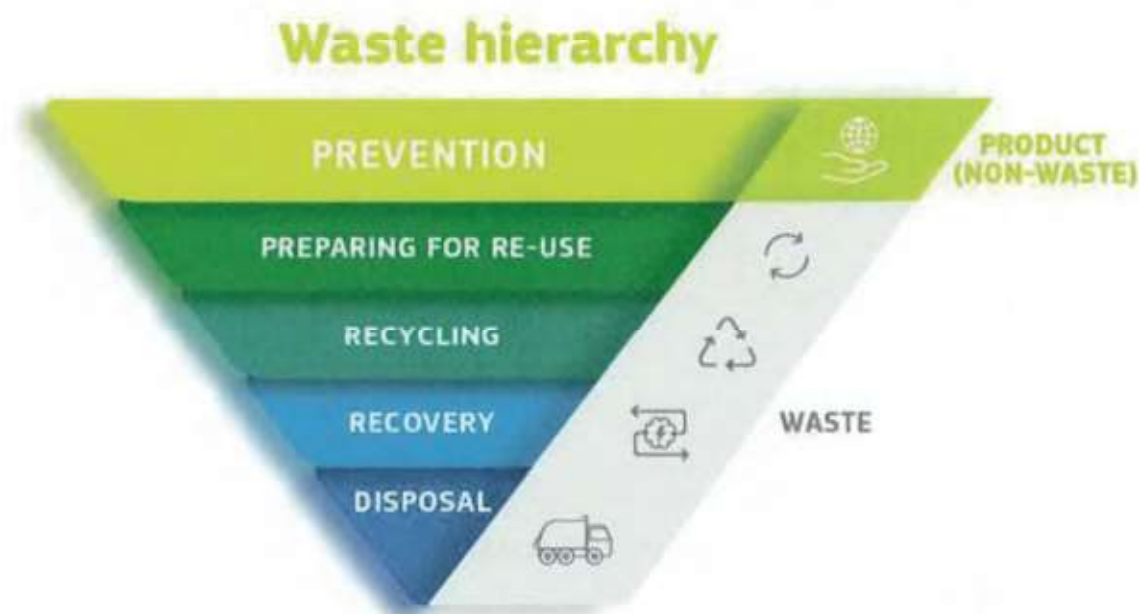 Waste hierarchy
PREVENTION
PRODUCT
(NON-WASTE)
PREPARING FOR RE-USE
RECYCLING
RECOVERY
WASTE
DISPOSAL